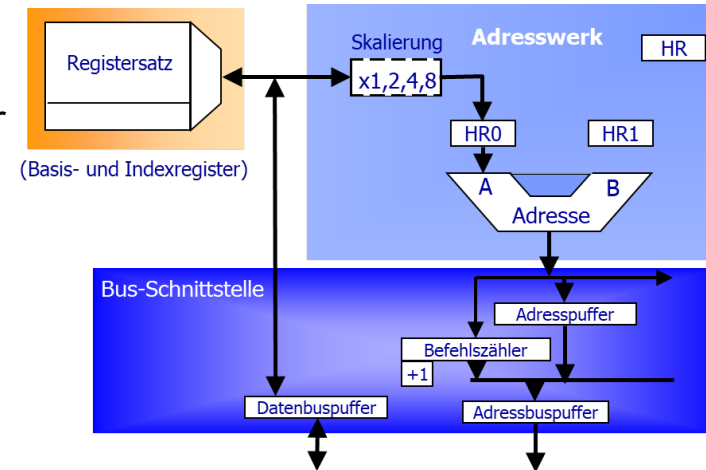 Registersatz
(Basis- und Indexregister)
Skalierung
x1,2,4,8
Adresswerk
HR
HR0
HR1
A
B
Adresse
Bus-Schnittstelle
Adresspuffer
Befehlszähler
+1
Datenbuspuffer
Adressbuspuffer